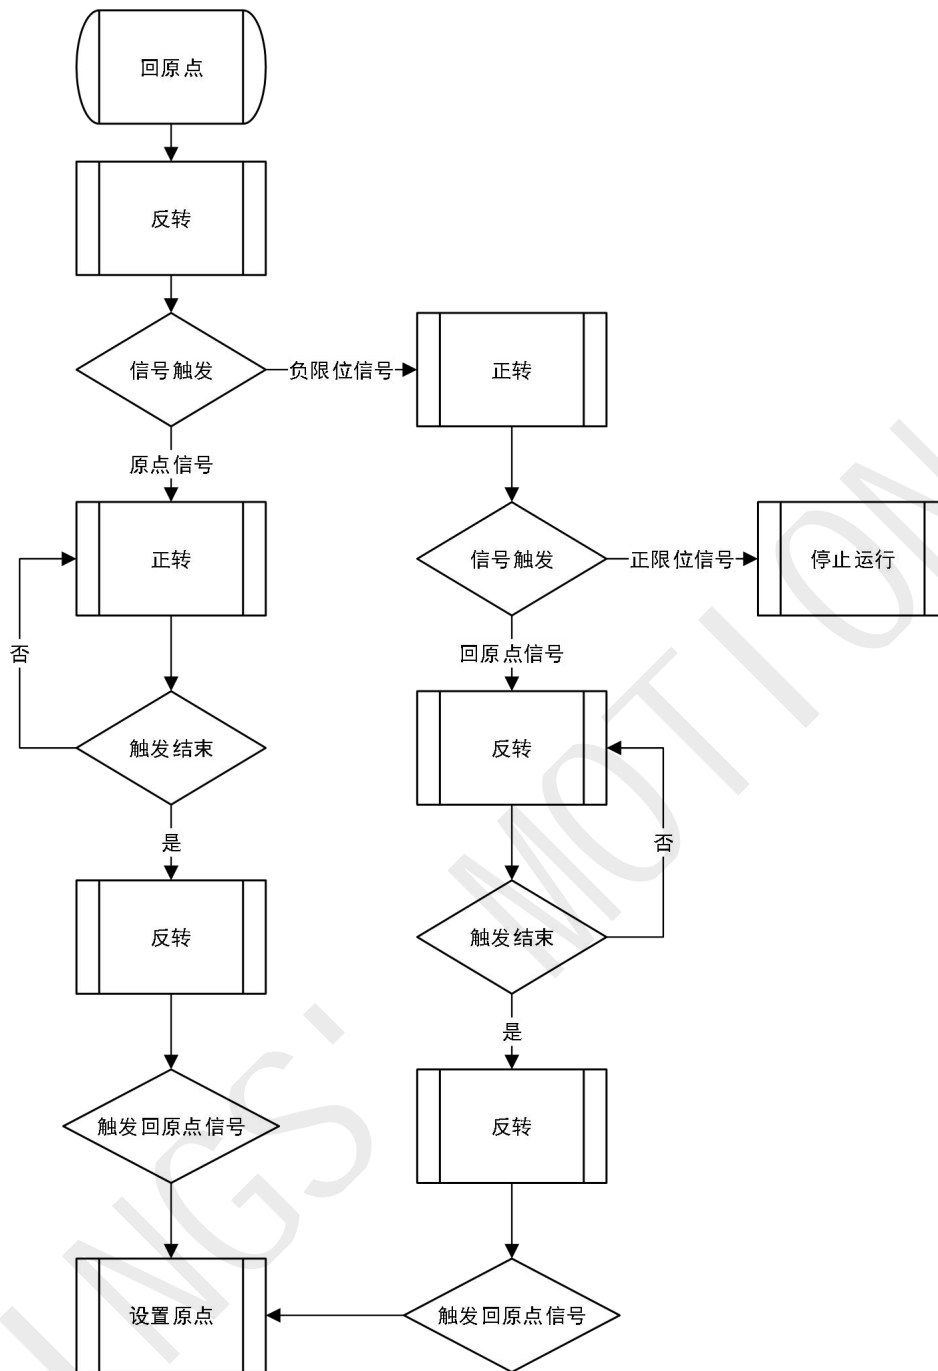 回原点
反转
信号触发
负限位信号
正转
原点信号
正转
信号触发
正限位信号
停止运行
否
回原点信号
触发结束
反转
是
否
反转
触发结束
是
触发回原点信号
反转
设置原点
触发回原点信号
INGS' MOTION